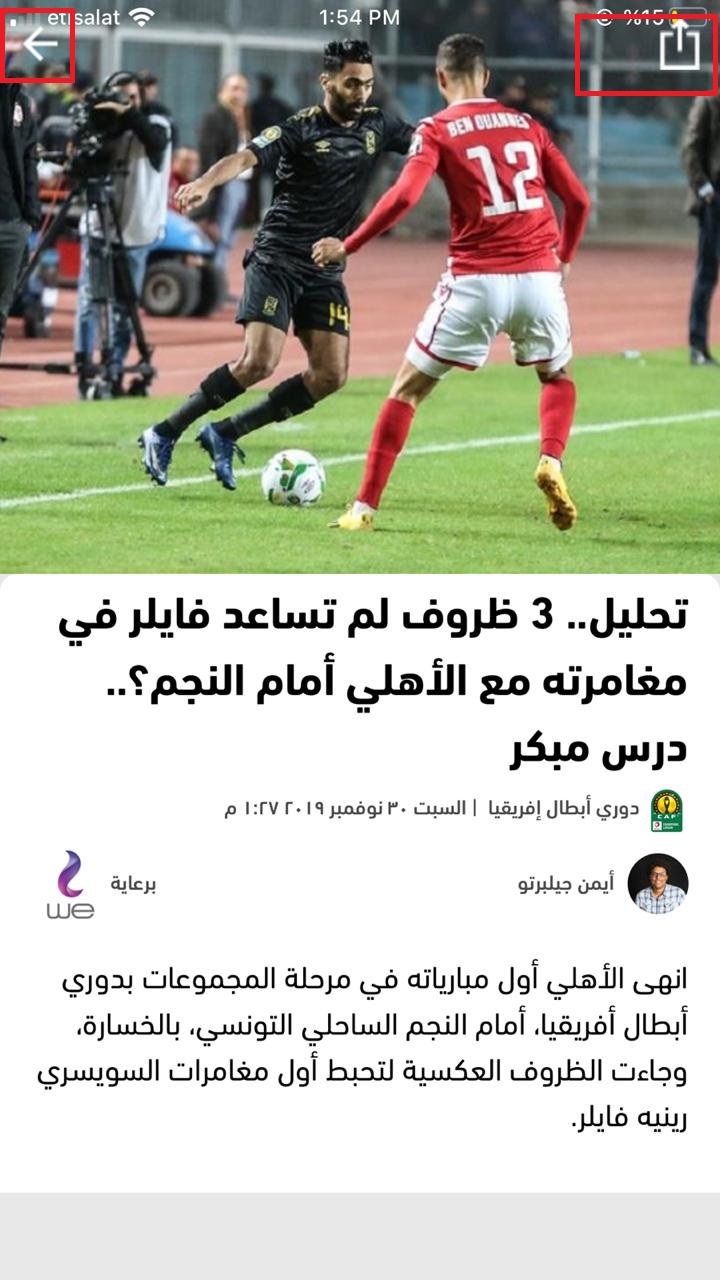 etisalat 1:54 PM %15
BEN OUANNES
12
14
تحليل.. 3 ظروف لم تساعد فايلر في
مغامرته مع الأهلي أمام النجم؟..
درس مبكر
دوري أبطال إفريقيا | السبت ٣٠ نوفمبر ٢٠١٩ ١:٢٧ م
CAF
أيمن جيلبرتو
برعاية
we
انهى الأهلي أول مبارياته في مرحلة المجموعات بدوري
أبطال أفريقيا، أمام النجم الساحلي التونسي، بالخسارة،
وجاءت الظروف العكسية لتحبط أول مغامرات السويسري
رينيه فايلر.